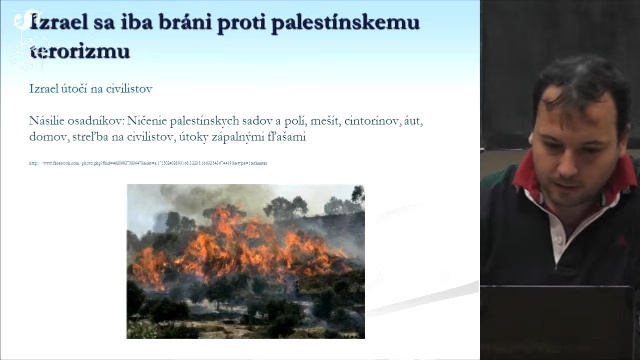 Izrael sa iba bráni proti palestínskemu
terorizmu
Izrael útočí na civilistov
Násilie osadníkov: Ničenie palestínskych sadov a polí, mešít, cintorínov, áut,
domov, streľba na civilistov, útoky zápalnými fľašami